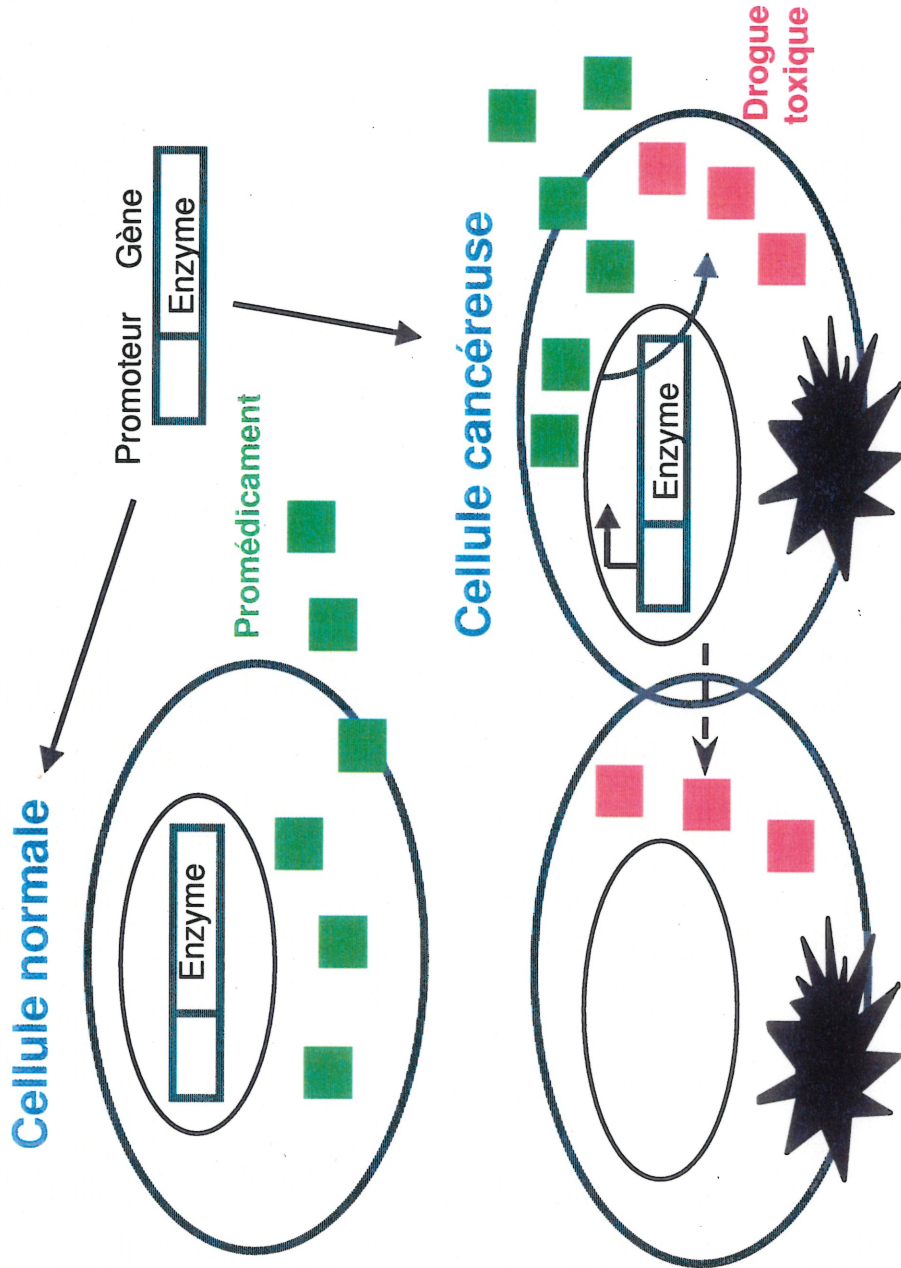 Promoteur Gène
Enzyme
Cellule normale
Promédicament
Enzyme
Cellule cancéreuse
Enzyme
Drogue
toxique